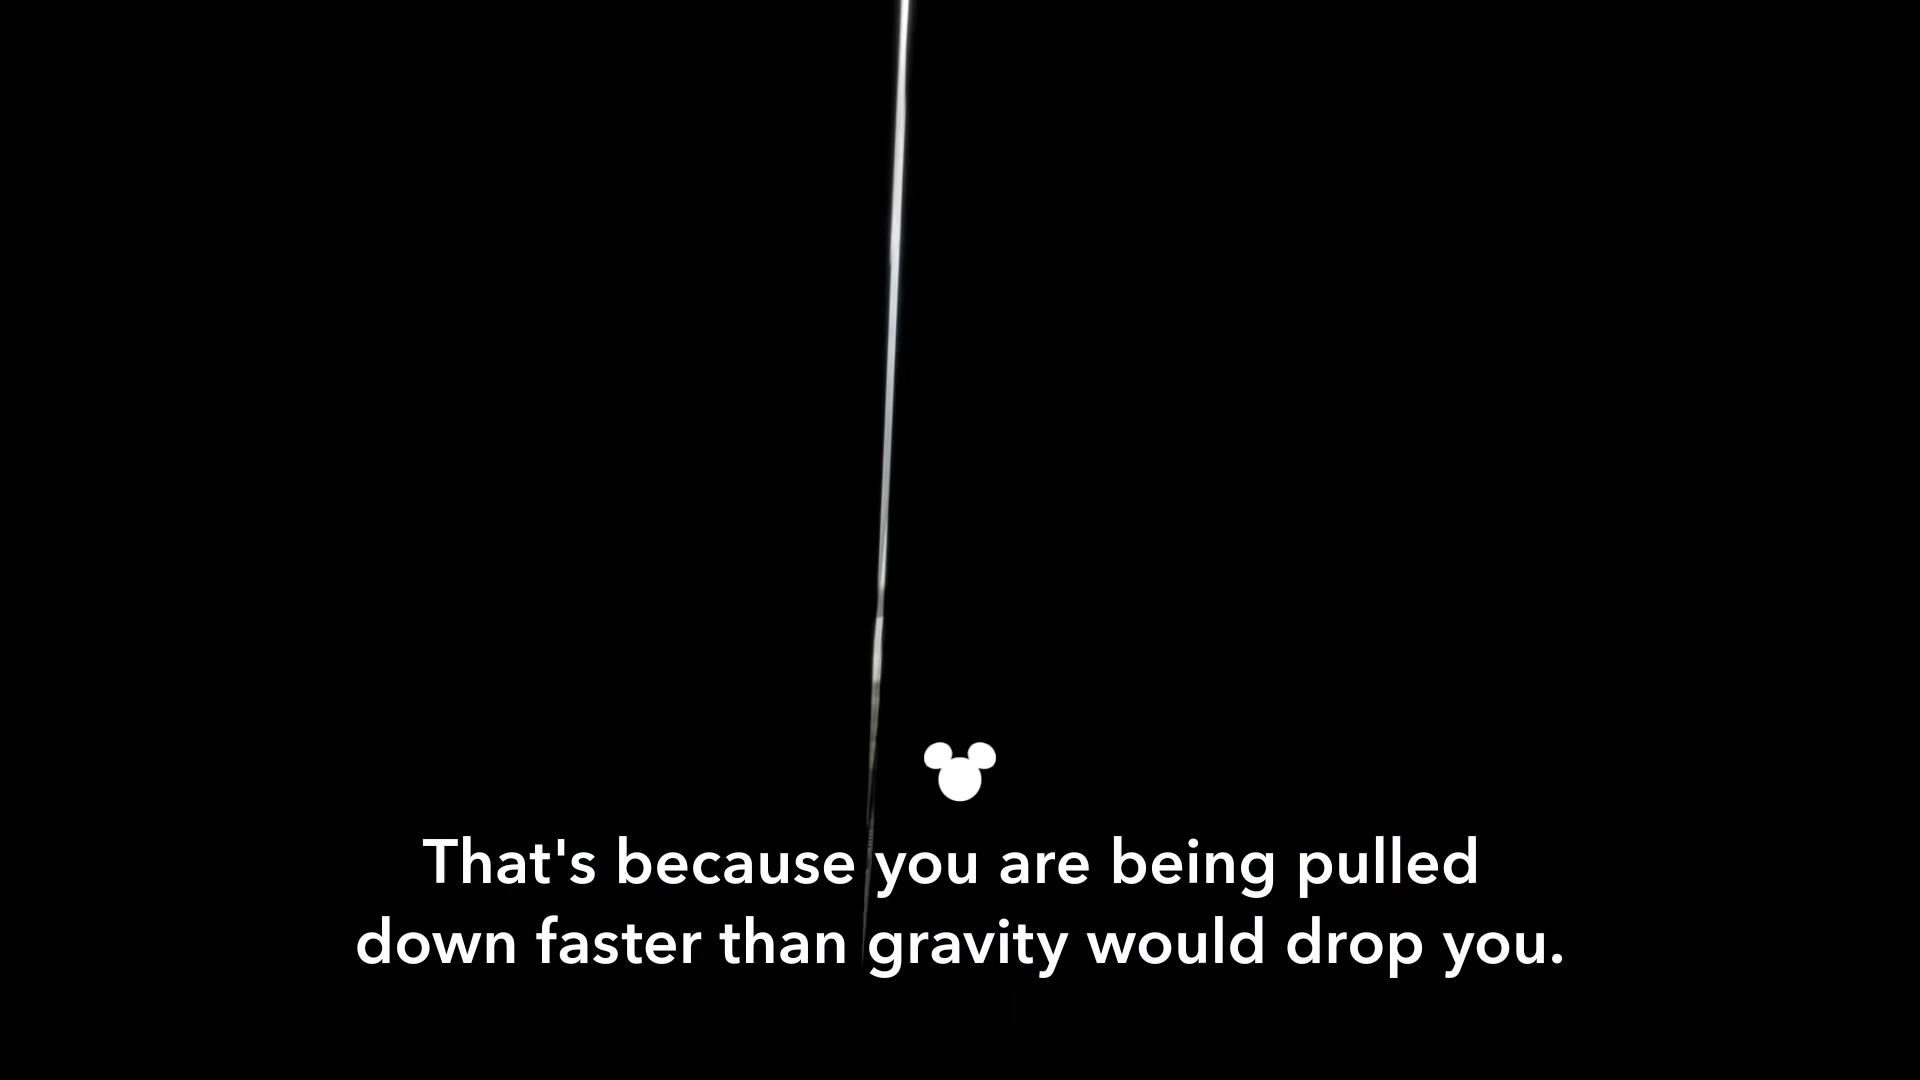 That's because you are being pulled
down faster than gravity would drop you.